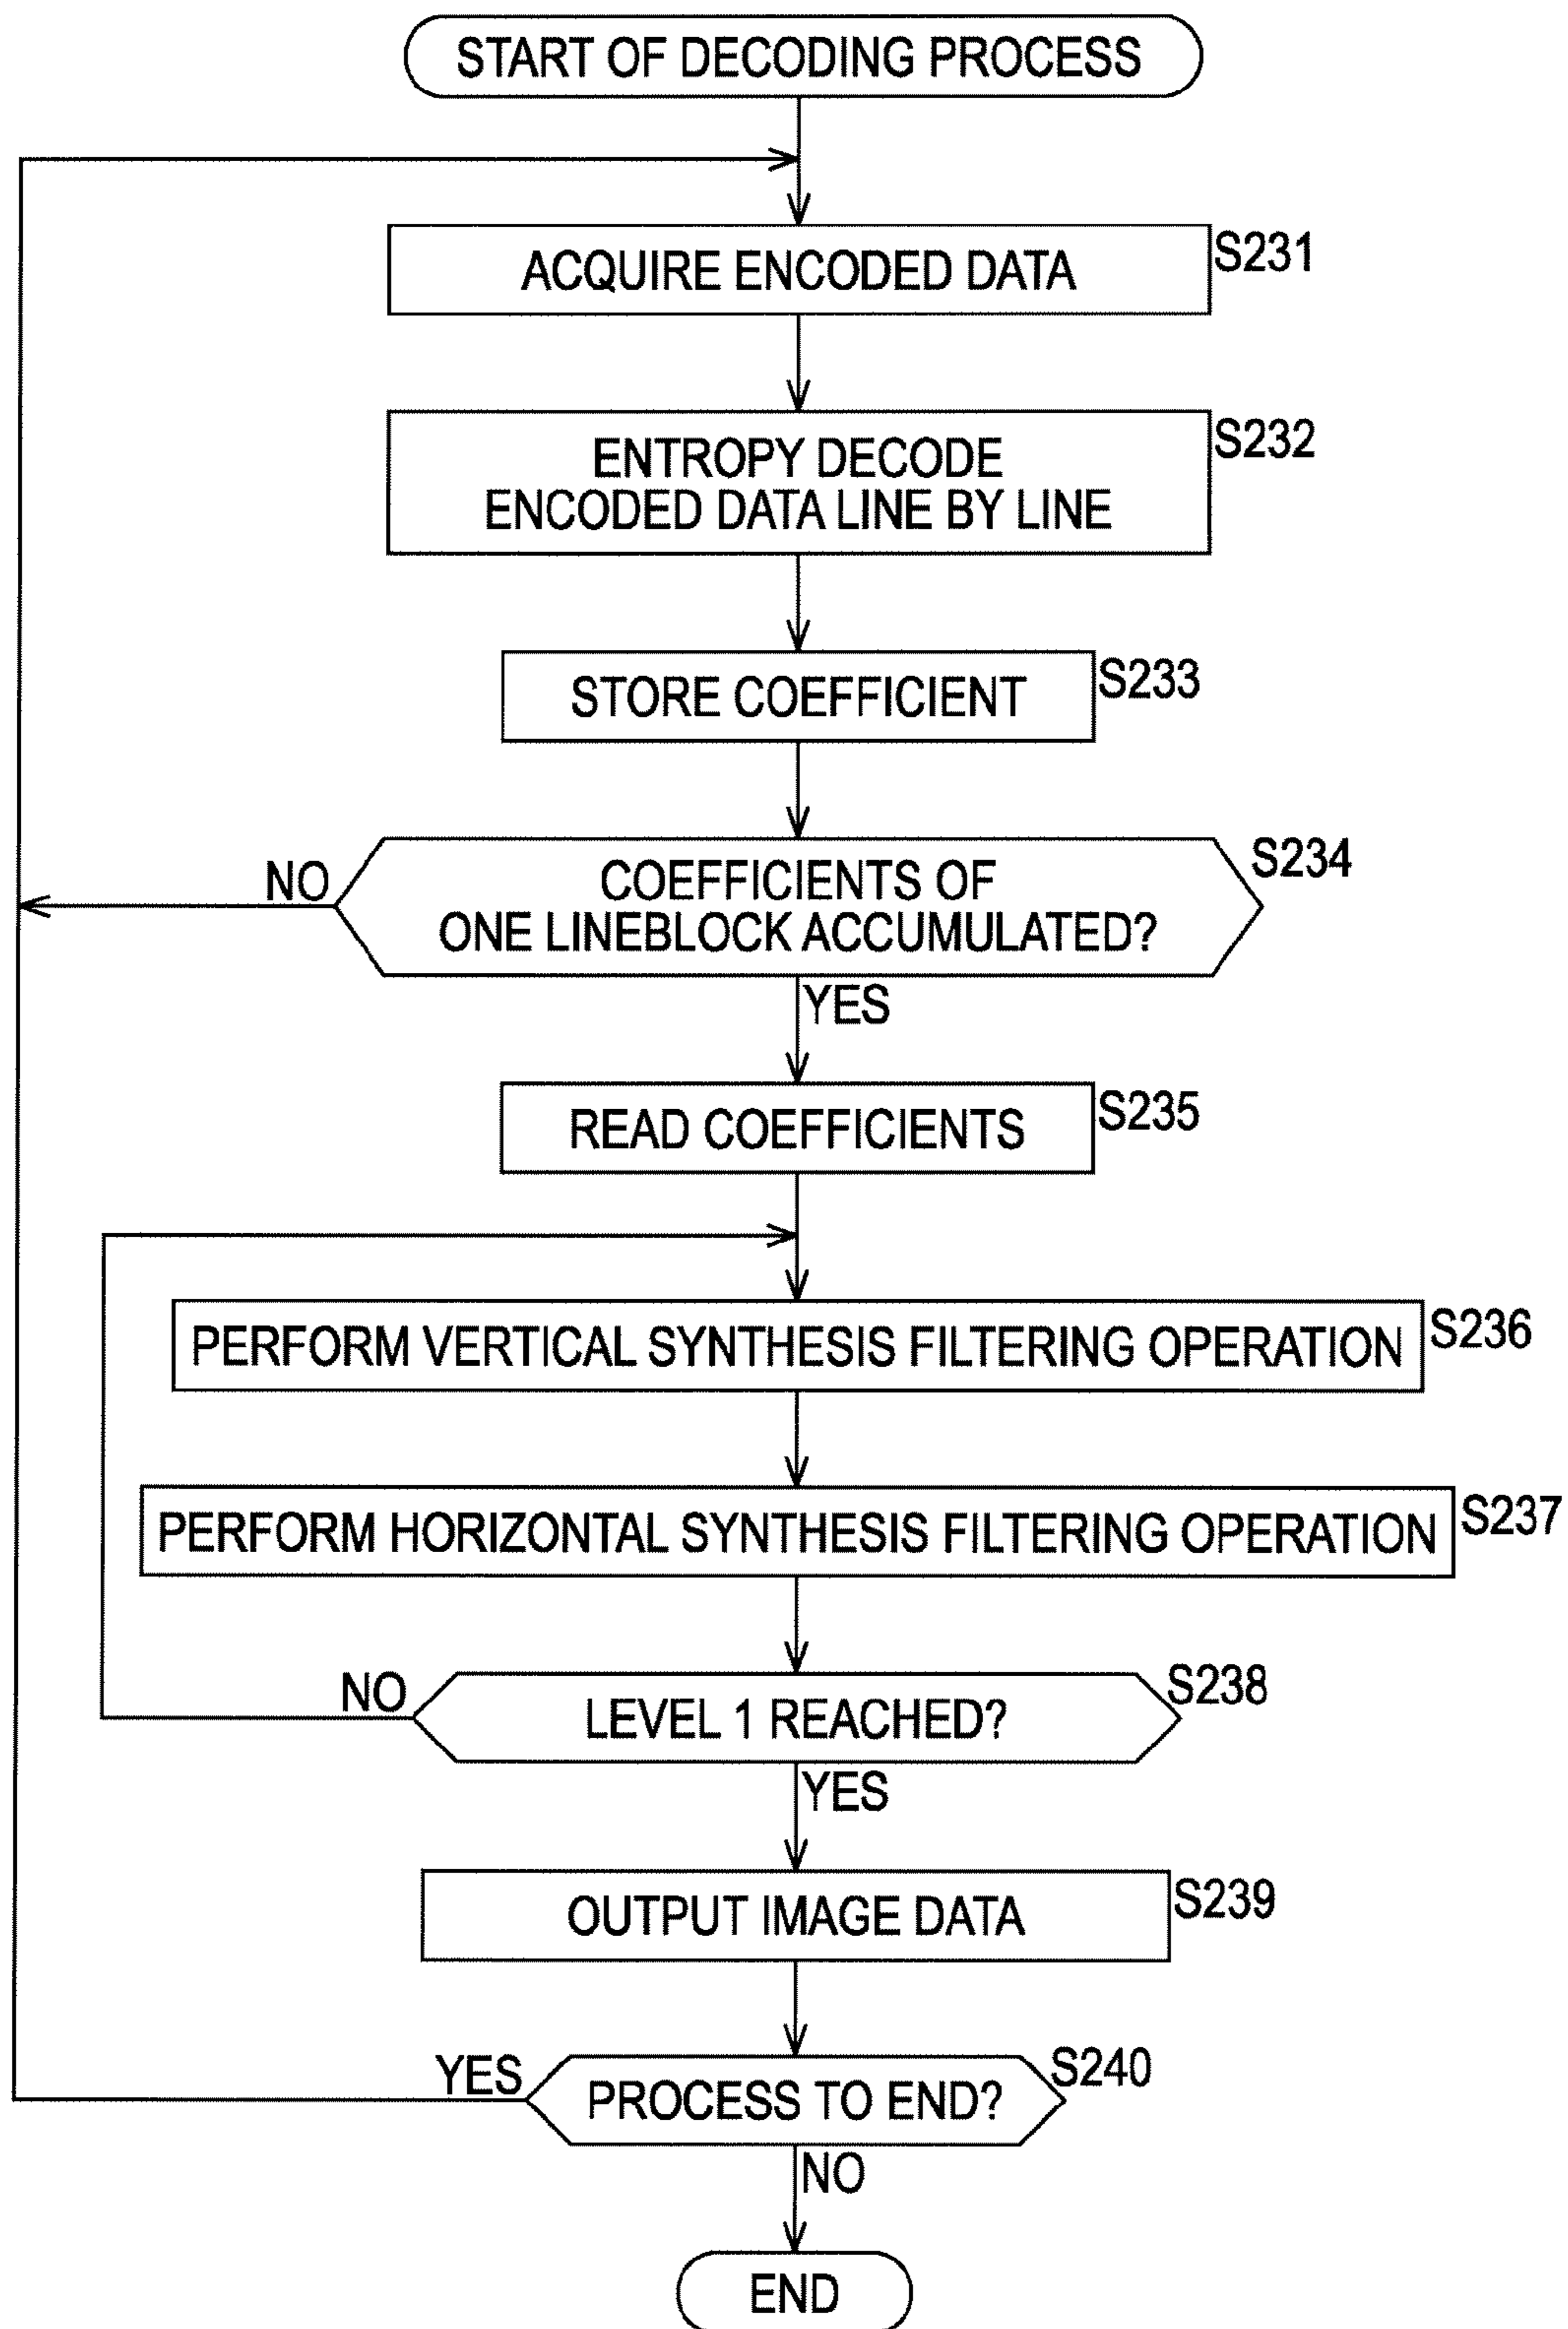 START OF DECODING PROCESS
ACQUIRE ENCODED DATA
S231
ENTROPY DECODE
ENCODED DATA LINE BY LINE
S232
STORE COEFFICIENT
S233
COEFFICIENTS OF
ONE LINEBLOCK ACCUMULATED?
S234
NO
YES
READ COEFFICIENTS
S235
PERFORM VERTICAL SYNTHESIS FILTERING OPERATION
S236
PERFORM HORIZONTAL SYNTHESIS FILTERING OPERATION
S237
LEVEL 1 REACHED?
S238
NO
YES
OUTPUT IMAGE DATA
S239
PROCESS TO END?
S240
YES
NO
END